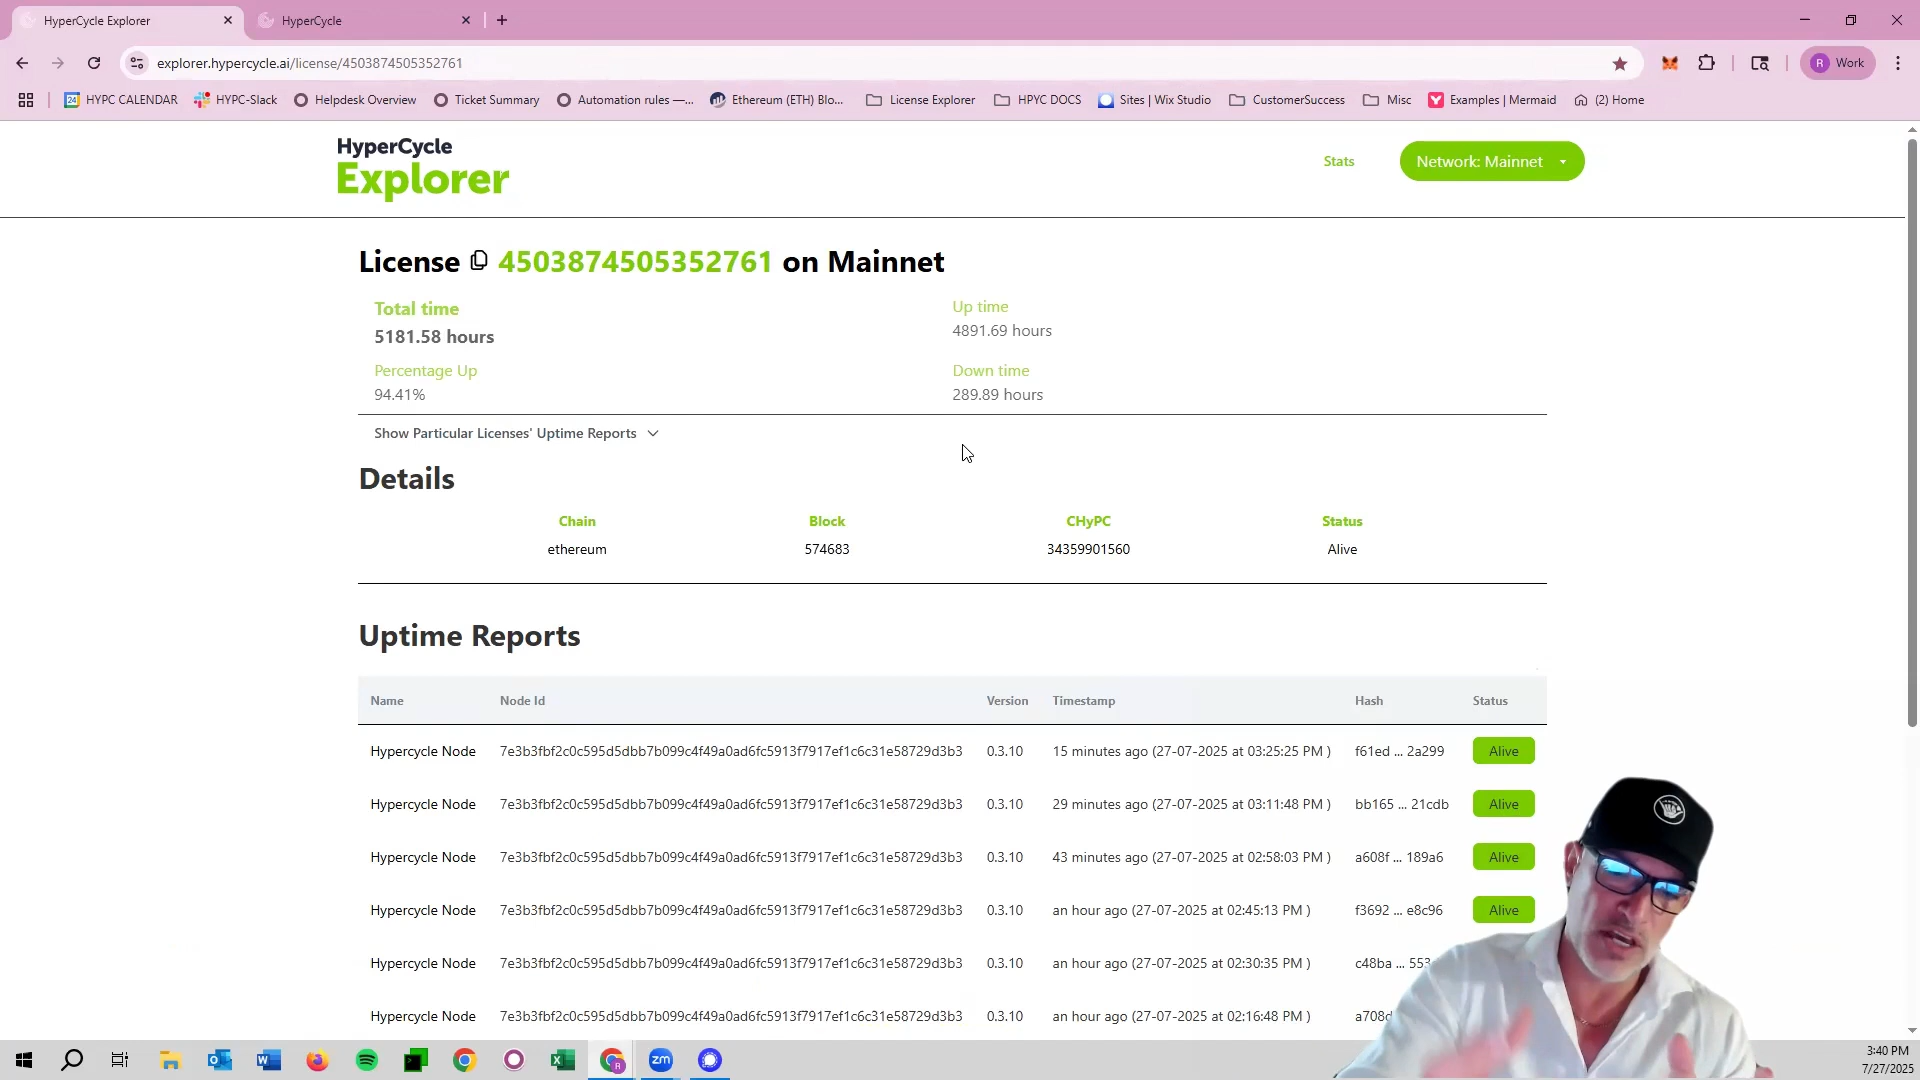 HyperCycle Explorer
HyperCycle
explorer.hypercycle.ai/license/4503874505352761
R Work
HYPC CALENDAR
HYPC-Slack
Helpdesk Overview
Ticket Summary
Automation rules —...
Ethereum (ETH) Blo...
License Explorer
HPYC DOCS
Sites | Wix Studio
CustomerSuccess
Misc
Examples | Mermaid
(2) Home
HyperCycle
Explorer
Stats
Network: Mainnet
License 4503874505352761 on Mainnet
Total time
5181.58 hours
Up time
4891.69 hours
Percentage Up
94.41%
Down time
289.89 hours
Show Particular Licenses' Uptime Reports
Details
Chain Block CHyPC Status
ethereum 574683 34359901560 Alive
Uptime Reports
Name Node Id Version Timestamp Hash Status
Hypercycle Node 7e3b3fbf2c0c595d5dbb7b099c4f49a0ad6fc5913f7917ef1c6c31e58729d3b3 0.3.10 15 minutes ago (27-07-2025 at 03:25:25 PM ) f61ed ... 2a299 Alive
Hypercycle Node 7e3b3fbf2c0c595d5dbb7b099c4f49a0ad6fc5913f7917ef1c6c31e58729d3b3 0.3.10 29 minutes ago (27-07-2025 at 03:11:48 PM ) bb165 ... 21cdb Alive
Hypercycle Node 7e3b3fbf2c0c595d5dbb7b099c4f49a0ad6fc5913f7917ef1c6c31e58729d3b3 0.3.10 43 minutes ago (27-07-2025 at 02:58:03 PM ) a608f ... 189a6 Alive
Hypercycle Node 7e3b3fbf2c0c595d5dbb7b099c4f49a0ad6fc5913f7917ef1c6c31e58729d3b3 0.3.10 an hour ago (27-07-2025 at 02:45:13 PM ) f3692 ... e8c96 Alive
Hypercycle Node 7e3b3fbf2c0c595d5dbb7b099c4f49a0ad6fc5913f7917ef1c6c31e58729d3b3 0.3.10 an hour ago (27-07-2025 at 02:30:35 PM ) c48ba ... 553
Hypercycle Node 7e3b3fbf2c0c595d5dbb7b099c4f49a0ad6fc5913f7917ef1c6c31e58729d3b3 0.3.10 an hour ago (27-07-2025 at 02:16:48 PM ) a708d
zm
3:40 PM
7/27/2025